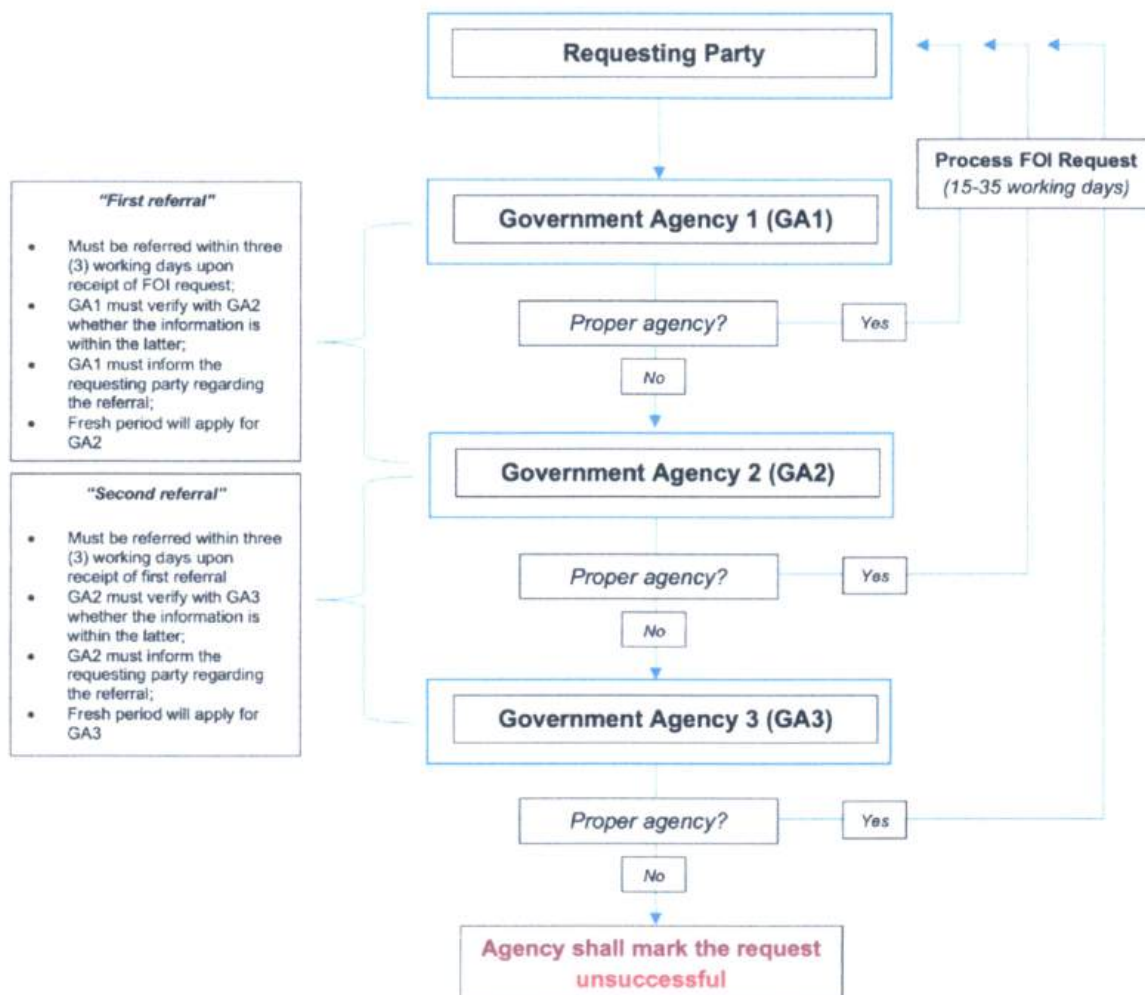 Requesting Party
Process FOI Request
(15-35 working days)
"First referral"
• Must be referred within three
(3) working days upon
receipt of FOI request;
• GA1 must verify with GA2
whether the information is
within the latter;
• GA1 must inform the
requesting party regarding
the referral;
• Fresh period will apply for
GA2
Government Agency 1 (GA1)
Proper agency?
Yes
No
Government Agency 2 (GA2)
"Second referral"
• Must be referred within three
(3) working days upon
receipt of first referral
• GA2 must verify with GA3
whether the information is
within the latter;
• GA2 must inform the
requesting party regarding
the referral;
• Fresh period will apply for
GA3
Proper agency?
Yes
No
Government Agency 3 (GA3)
Proper agency?
Yes
No
Agency shall mark the request
unsuccessful